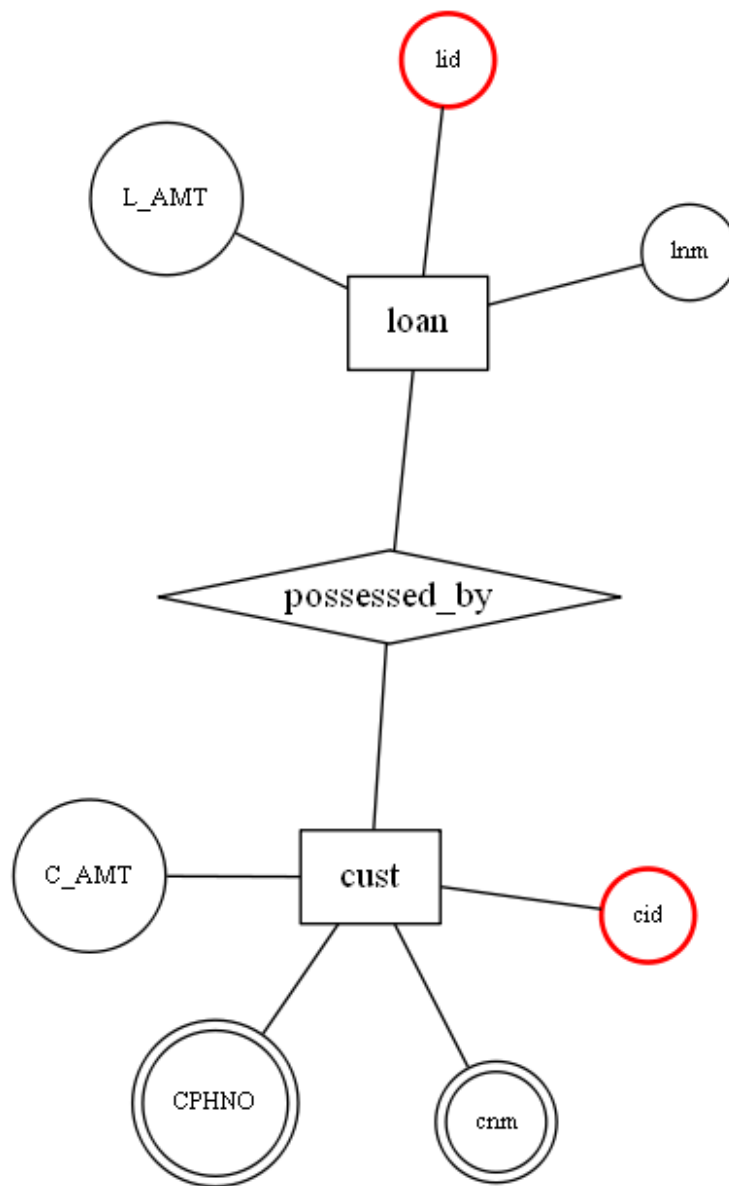 lid
L_AMT
lnm
loan
possessed_by
C_AMT
cust
cid
CPHNO
cnm